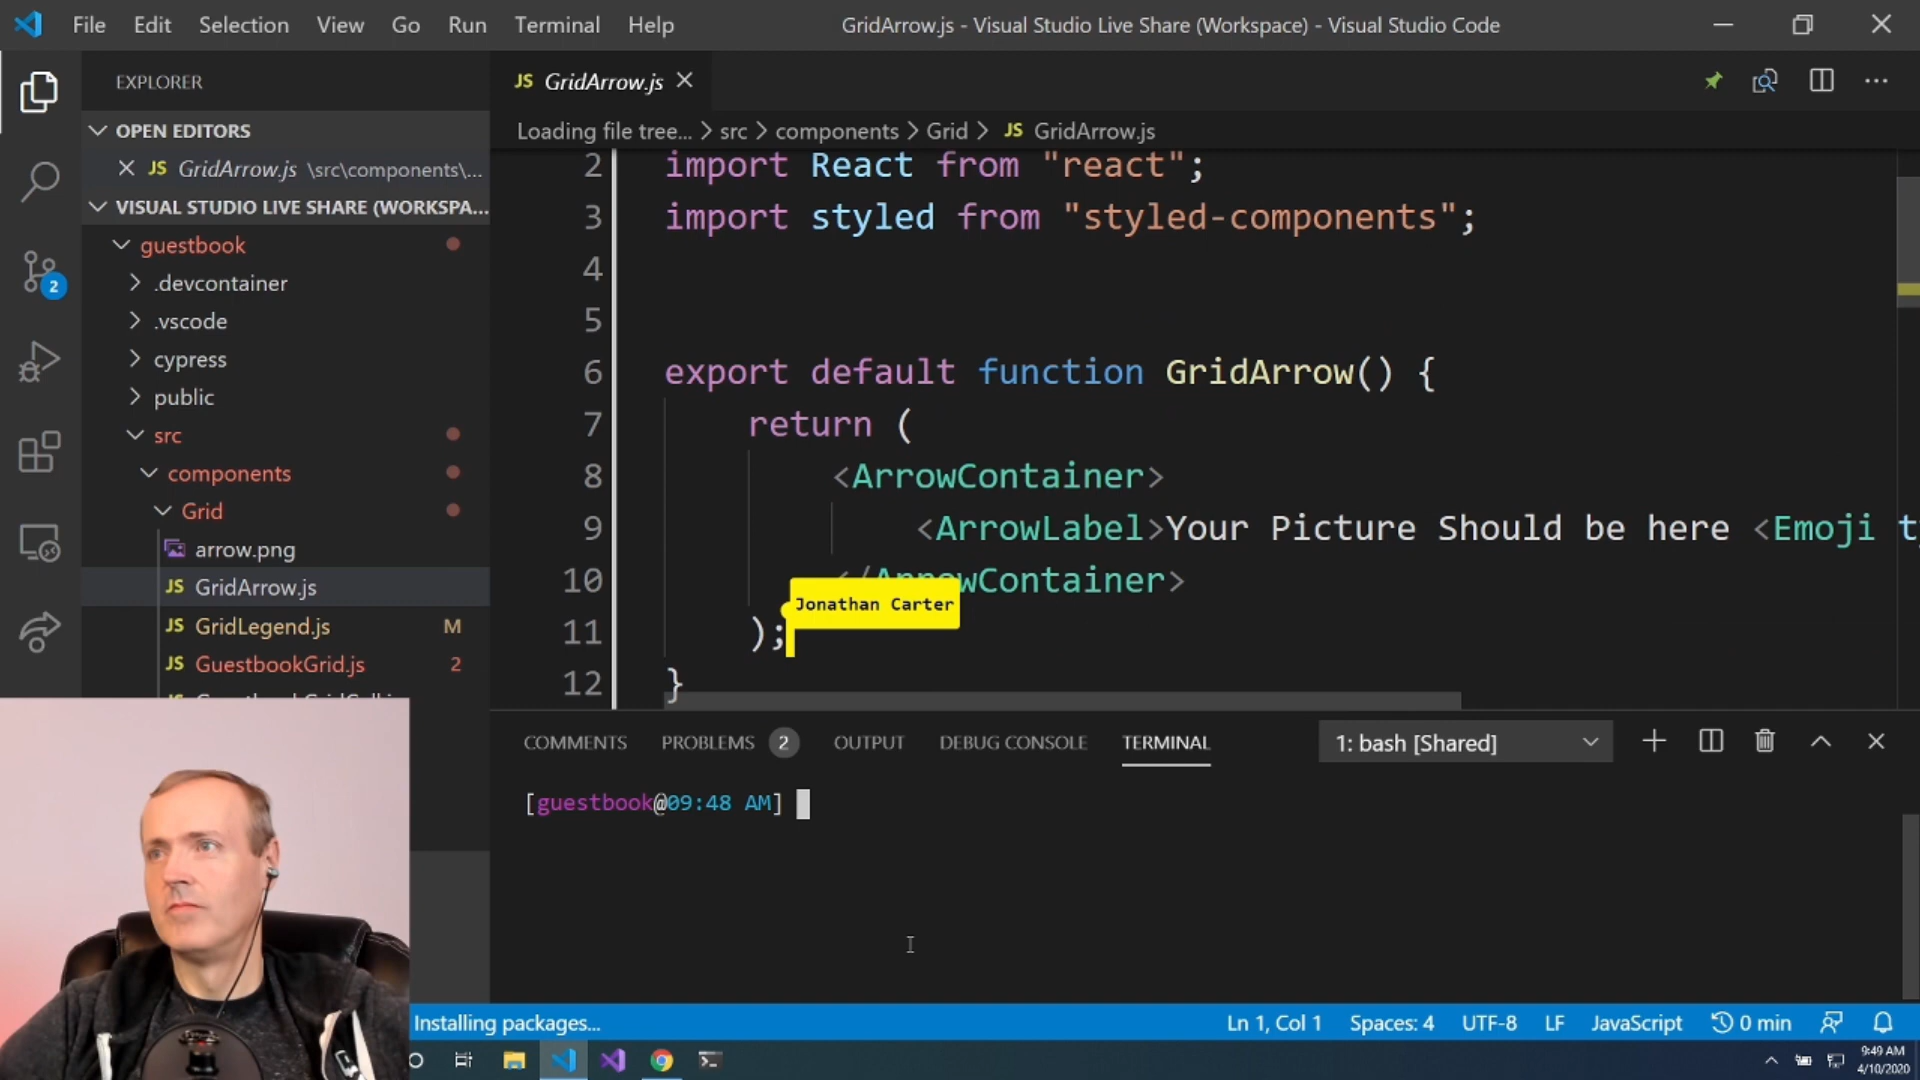 File Edit Selection View Go Run Terminal Help
GridArrow.js - Visual Studio Live Share (Workspace) - Visual Studio Code
EXPLORER
OPEN EDITORS
JS GridArrow.js \src\components\...
VISUAL STUDIO LIVE SHARE (WORKSPA...
guestbook
.devcontainer
.vscode
cypress
public
src
components
Grid
arrow.png
JS GridArrow.js
JS GridLegend.js M
JS GuestbookGrid.js 2
2
JS GridArrow.js
Loading file tree... > src > components > Grid > JS GridArrow.js
2 import React from "react";
3 import styled from "styled-components";
4
5
6 export default function GridArrow() {
7 return (
8 <ArrowContainer>
9 <ArrowLabel>Your Picture Should be here <Emoji
10 </ArrowContainer>
Jonathan Carter
11 );
12 }
COMMENTS PROBLEMS 2 OUTPUT DEBUG CONSOLE TERMINAL 1: bash [Shared]
[guestbook@09:48 AM]
Installing packages... Ln 1, Col 1 Spaces: 4 UTF-8 LF JavaScript 0 min
9:49 AM
4/10/2020